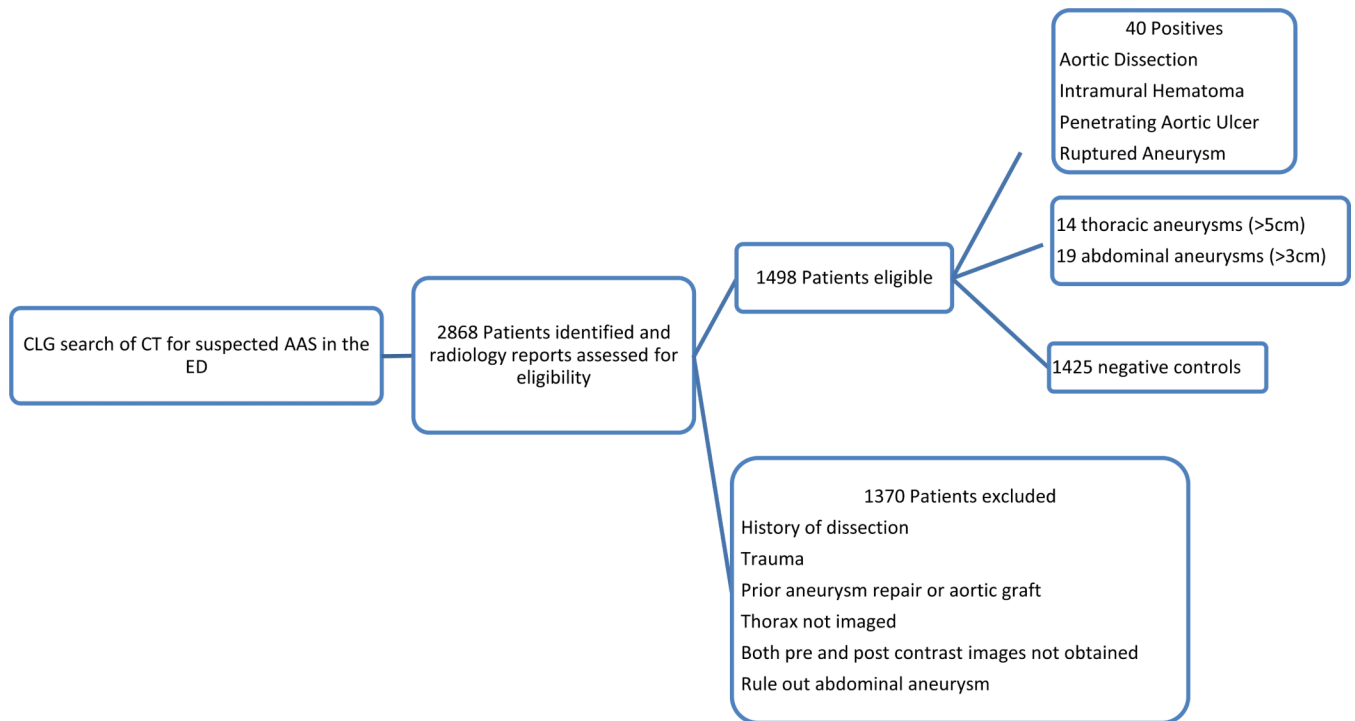 CLG search of CT for suspected AAS in the
ED
2868 Patients identified and
radiology reports assessed for
eligibility
1498 Patients eligible
40 Positives
Aortic Dissection
Intramural Hematoma
Penetrating Aortic Ulcer
Ruptured Aneurysm
14 thoracic aneurysms (>5cm)
19 abdominal aneurysms (>3cm)
1425 negative controls
1370 Patients excluded
History of dissection
Trauma
Prior aneurysm repair or aortic graft
Thorax not imaged
Both pre and post contrast images not obtained
Rule out abdominal aneurysm